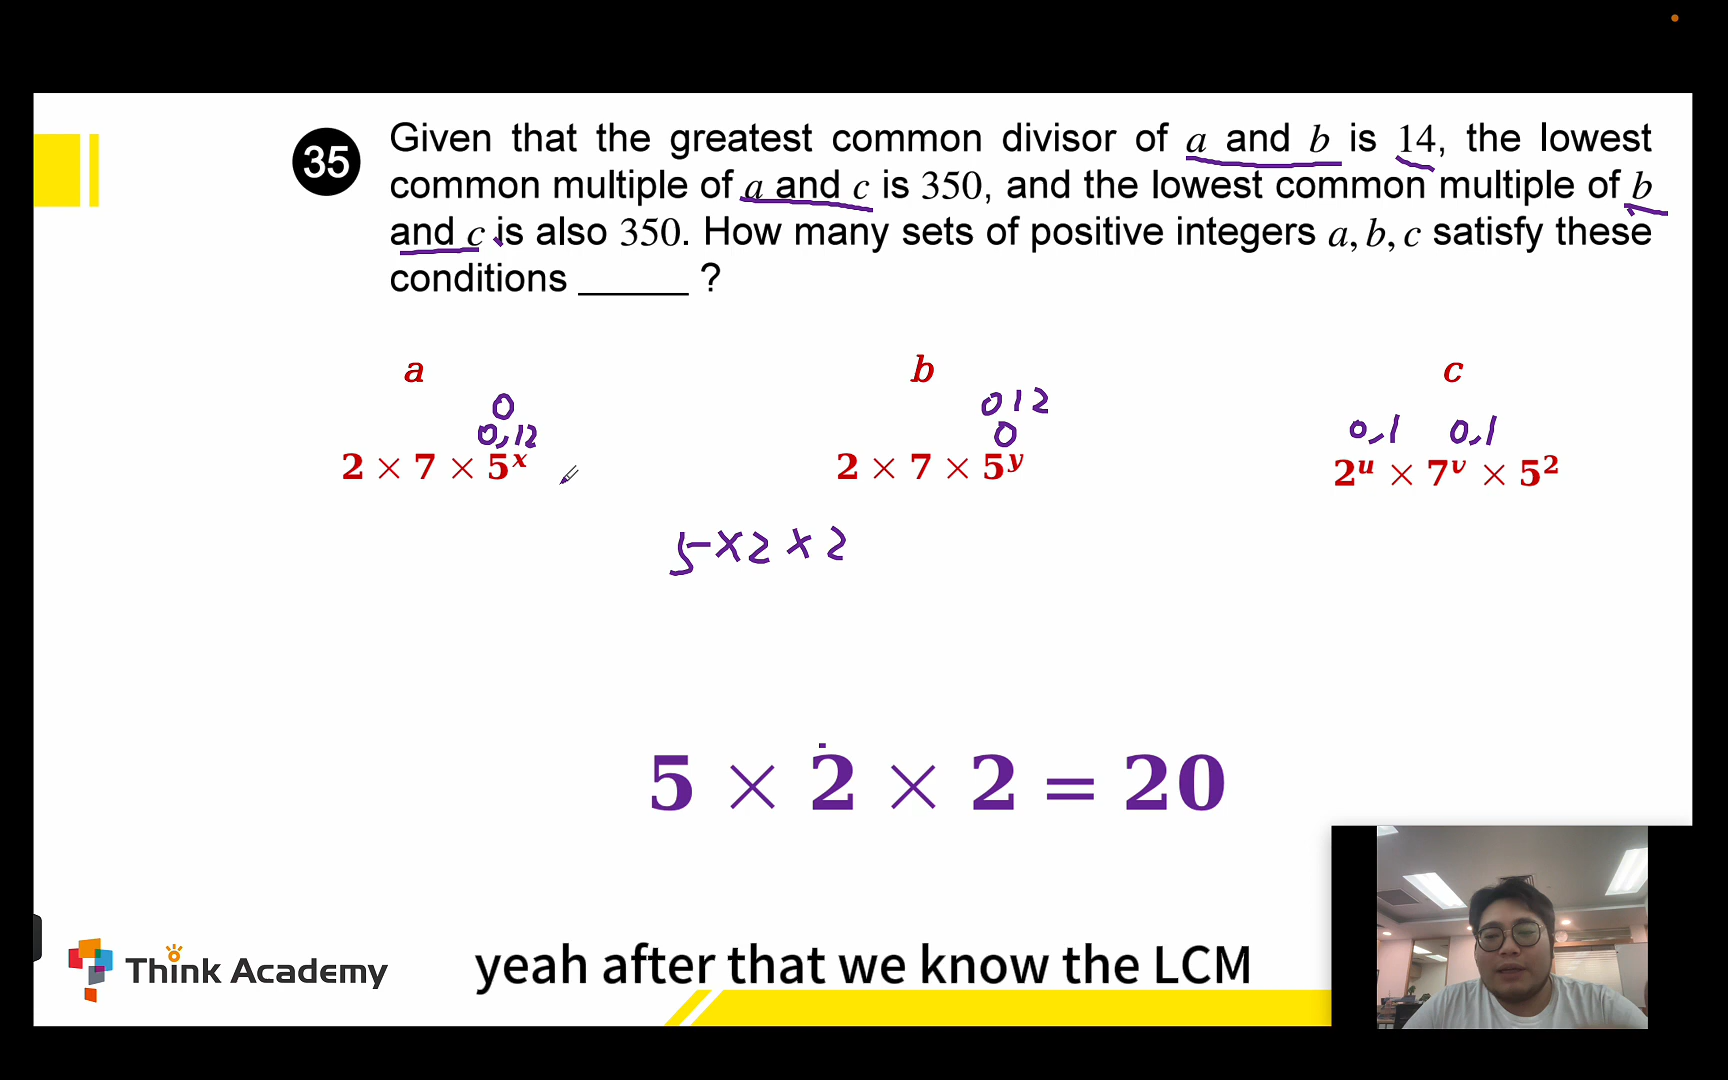 35 Given that the greatest common divisor of a and b is 14, the lowest
common multiple of a and c is 350, and the lowest common multiple of b
and c is also 350. How many sets of positive integers a, b, c satisfy these
conditions ______ ?
a b c
0 0 1 2 0,1 0,1
0,12 0
2 × 7 × 5^x 2 × 7 × 5^y 2^u × 7^v × 5^2
5×2×2
5 × 2 × 2 = 20
Think Academy
yeah after that we know the LCM